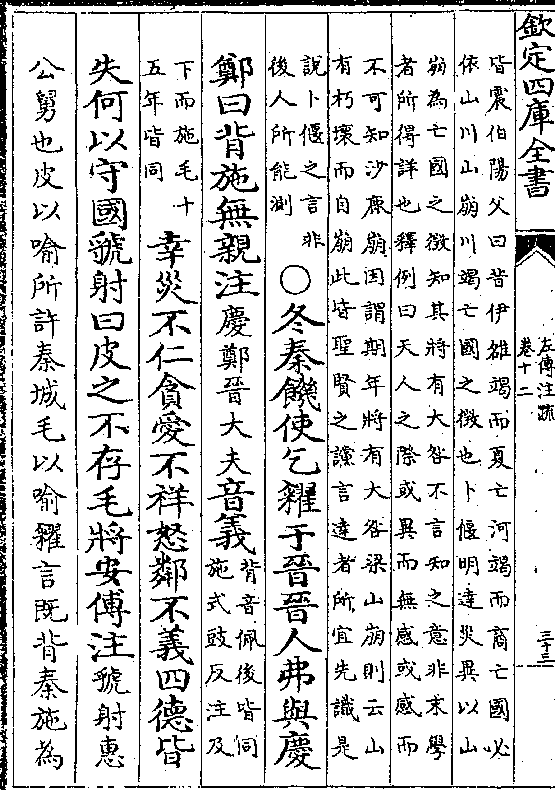 欽定四庫全書
左傳注疏
卷十二
三十三
皆震伯陽父曰昔伊雒竭而夏亡河竭而商亡國必
依山川山崩川竭亡國之徵也卜偃明達災異以山
崩為亡國之徵知其將有大咎不言知之意非末學
者所得詳也釋例曰天人之際或異而無感或感而
不可知沙鹿崩因謂期年將有大咎梁山崩則云山
有朽壞而自崩此皆聖賢之讜言達者所宜先識是
說卜偃之言非
後人所能測
○冬秦饑使乞糴于晉晉人弗與慶
鄭曰背施無親注慶鄭晉大夫音義
背音佩後皆同
施式豉反注及
下而施毛十
五年皆同
幸災不仁貪愛不祥怒鄰不義四德皆
失何以守國虢射曰皮之不存毛將安傅注虢射惠
公舅也皮以喻所許秦城毛以喻糴言既背秦施為